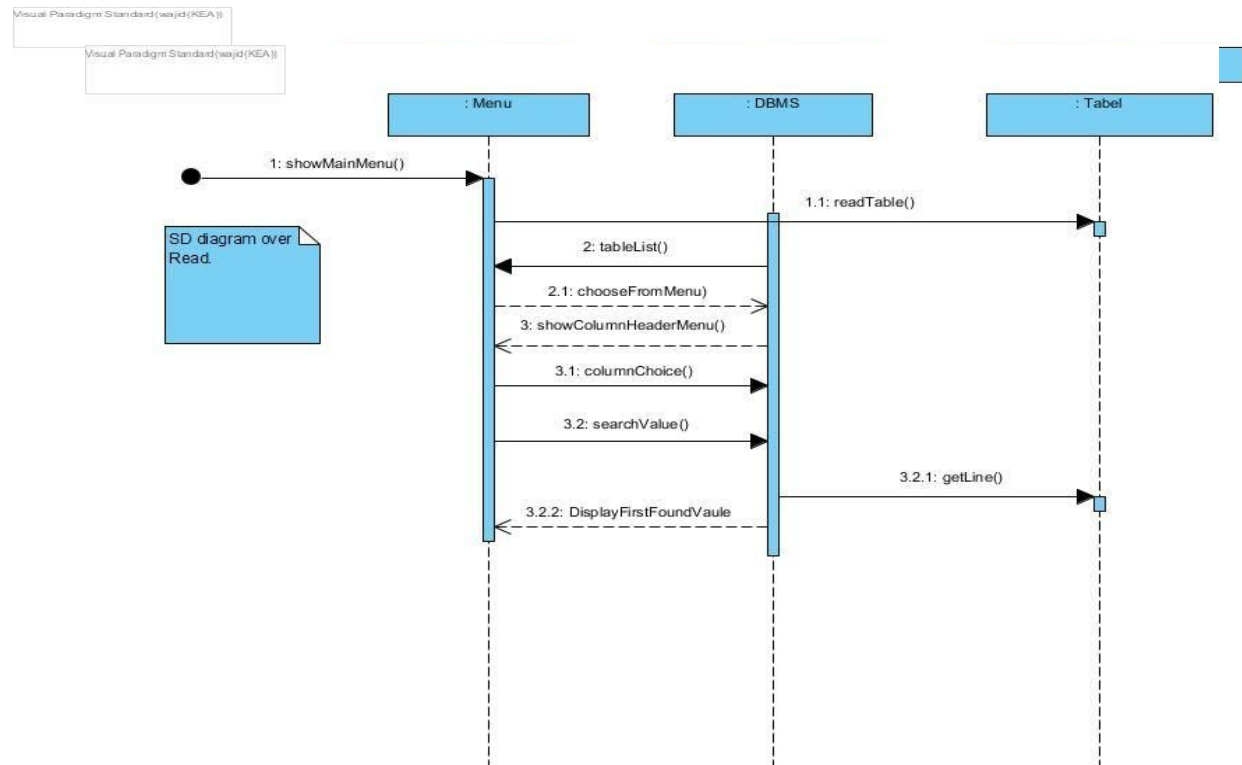 Visual Paradigm Standard(wajid(KEA))
Visual Paradigm Standard(wajid(KEA))
: Menu
: DBMS
: Tabel
1: showMainMenu()
1.1: readTable()
SD diagram over
Read.
2: tableList()
2.1: chooseFromMenu)
3: showColumnHeaderMenu()
3.1: columnChoice()
3.2: searchValue()
3.2.1: getLine()
3.2.2: DisplayFirstFoundVaule